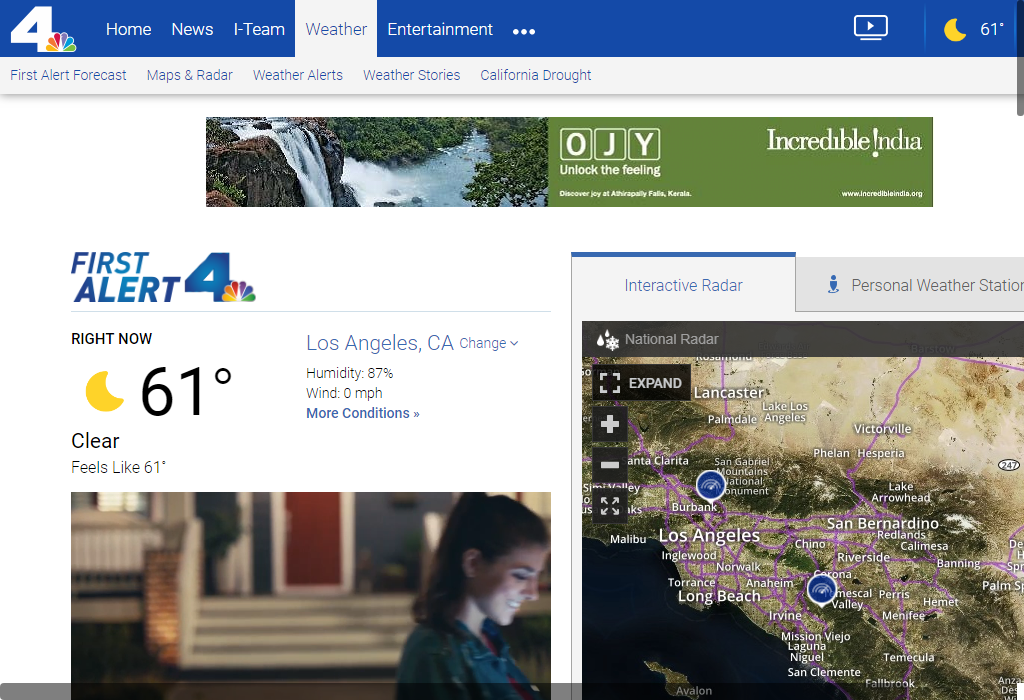 4
Home
News
I-Team
Weather
Entertainment
61°
First Alert Forecast
Maps & Radar
Weather Alerts
Weather Stories
California Drought
OJY
Unlock the feeling
Discover joy at Athirapally Falls, Kerala.
Incredible !ndia
www.incredibleindia.org
FIRST
ALERT 4
Interactive Radar
Personal Weather Station
RIGHT NOW
61°
Clear
Feels Like 61°
Los Angeles, CA Change
Humidity: 87%
Wind: 0 mph
More Conditions »
National Radar
EXPAND
Rosamond
Lancaster
Palmdale
Lake Los
Angeles
Victorville
Phelan
Hesperia
247
anta Clarita
San Gabriel
Mountains
National
onument
Simi Valley
Lake
Arrowhead
Burbank
Malibu
Los Angeles
San Bernardino
Redlands
Calimesa
Chino
Inglewood
Riverside
Banning
Norwalk
Corona
Palm Sp
Torrance
Anaheim
Long Beach
mescal
Valley
Perris
Hemet
Irvine
Menifee
Mission Viejo
Laguna
Niguel
Temecula
San Clemente
Fallbrook
Avalon
Anza